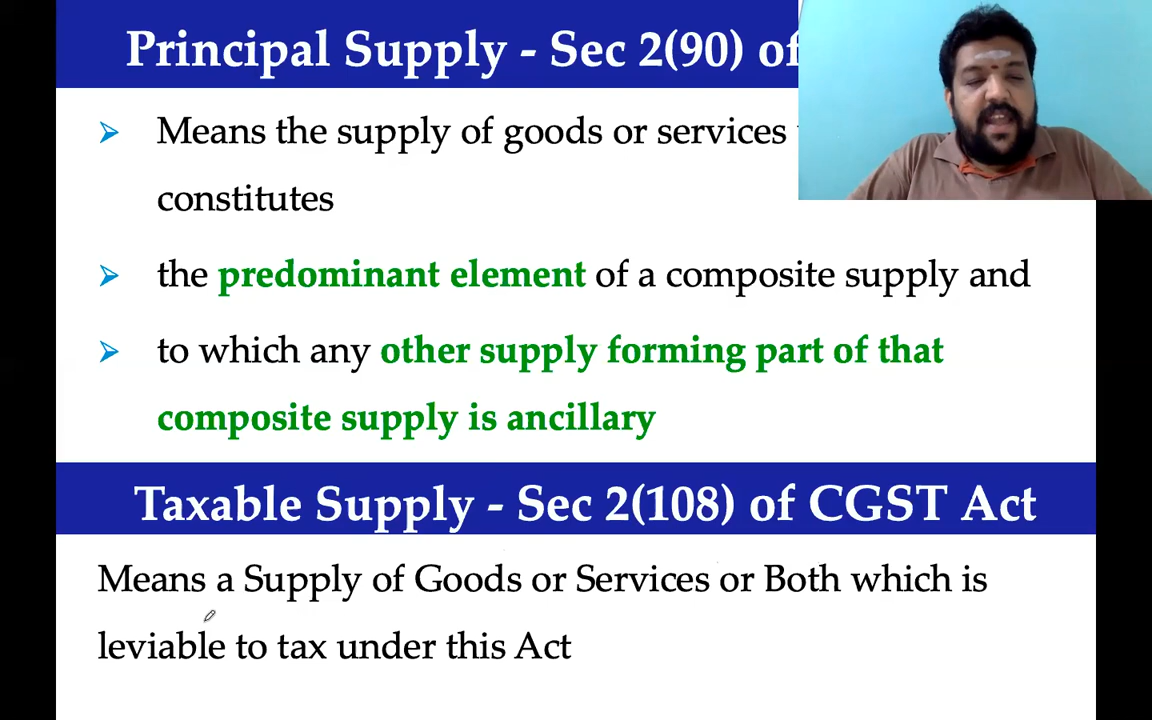 Principal Supply - Sec 2(90) of
➢ Means the supply of goods or services
constitutes
➢ the predominant element of a composite supply and
➢ to which any other supply forming part of that
composite supply is ancillary
Taxable Supply - Sec 2(108) of CGST Act
Means a Supply of Goods or Services or Both which is
leviable to tax under this Act